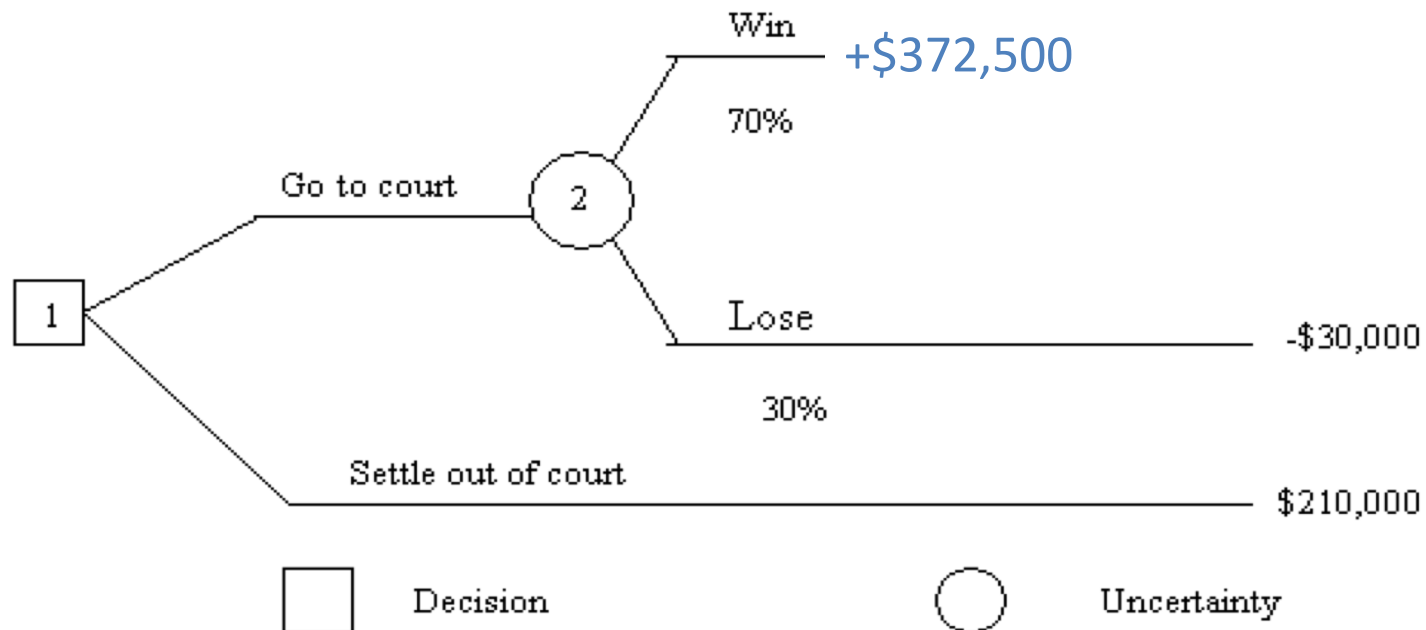 Win
+$372,500
70%
Go to court
2
1
Lose
-$30,000
30%
Settle out of court
$210,000
Decision
Uncertainty